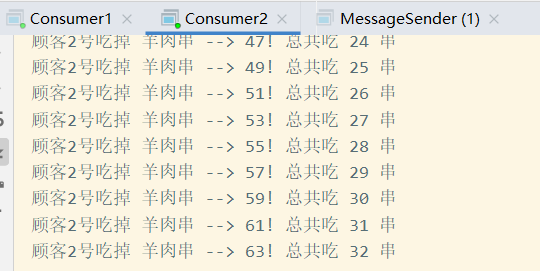 Consumer1 × Consumer2 × MessageSender (1) ×
顾客2号吃掉 羊肉串 --> 47! 总共吃 24 串
顾客2号吃掉 羊肉串 --> 49! 总共吃 25 串
顾客2号吃掉 羊肉串 --> 51! 总共吃 26 串
顾客2号吃掉 羊肉串 --> 53! 总共吃 27 串
顾客2号吃掉 羊肉串 --> 55! 总共吃 28 串
顾客2号吃掉 羊肉串 --> 57! 总共吃 29 串
顾客2号吃掉 羊肉串 --> 59! 总共吃 30 串
顾客2号吃掉 羊肉串 --> 61! 总共吃 31 串
顾客2号吃掉 羊肉串 --> 63! 总共吃 32 串